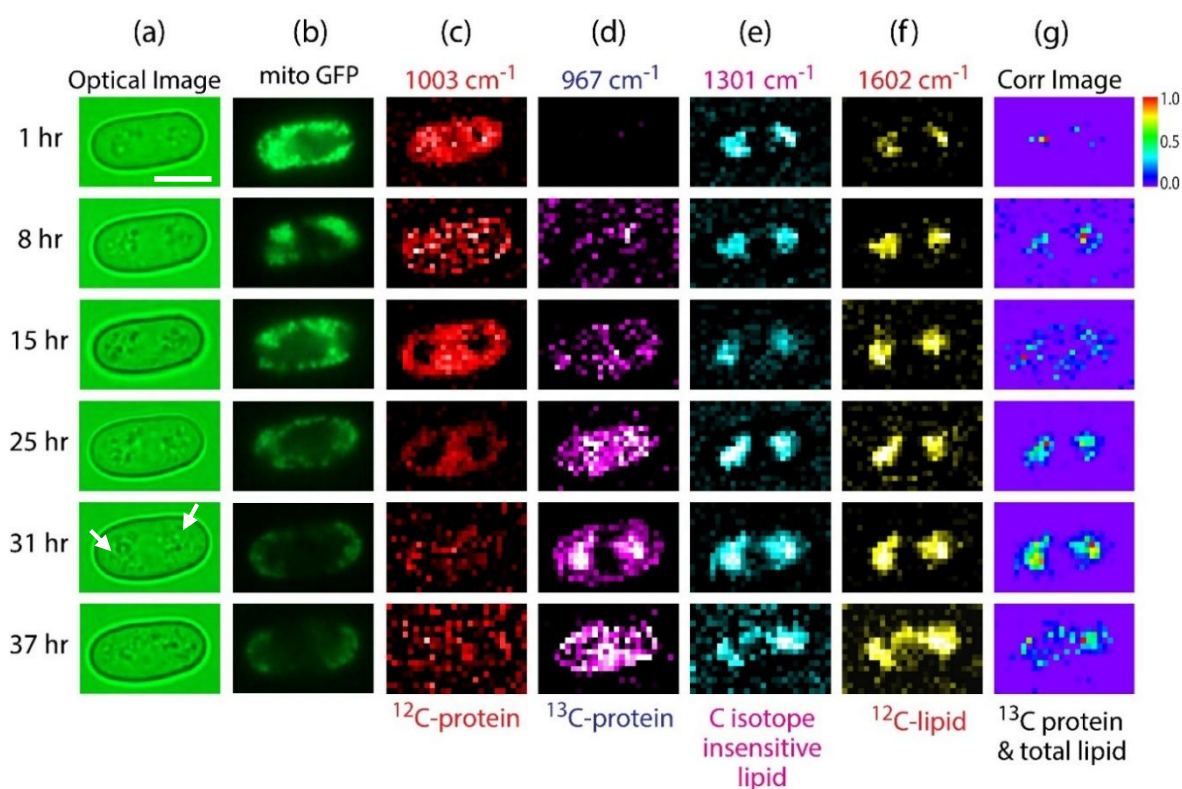 (a) (b) (c) (d) (e) (f) (g)
Optical Image mito GFP 1003 cm⁻¹ 967 cm⁻¹ 1301 cm⁻¹ 1602 cm⁻¹ Corr Image
1 hr
1.0
0.5
0.0
8 hr
15 hr
25 hr
31 hr
37 hr
¹²C-protein ¹³C-protein C isotope ¹²C-lipid ¹³C protein
insensitive & total lipid
lipid